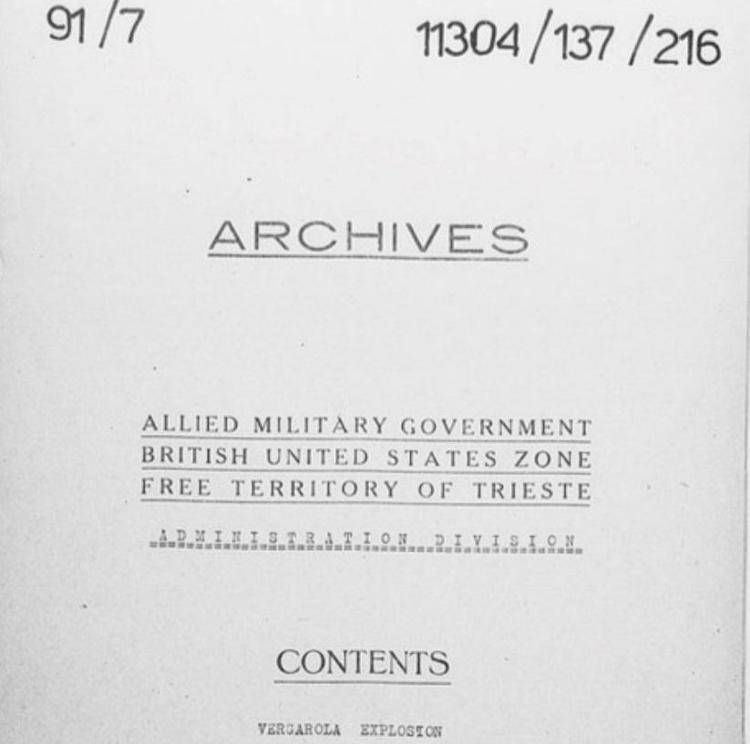 91/7 11304/137/216
ARCHIVES
ALLIED MILITARY GOVERNMENT
BRITISH UNITED STATES ZONE
FREE TERRITORY OF TRIESTE
ADMINISTRATION DIVISION
CONTENTS
VERGAROLA EXPLOSION